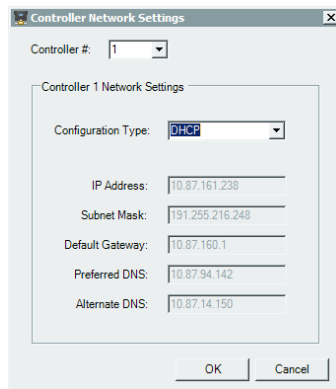 Controller Network Settings
Controller #: 1
Controller 1 Network Settings
Configuration Type: DHCP
IP Address: 10.87.161.238
Subnet Mask: 191.255.216.248
Default Gateway: 10.87.160.1
Preferred DNS: 10.87.94.142
Alternate DNS: 10.87.14.150
OK Cancel